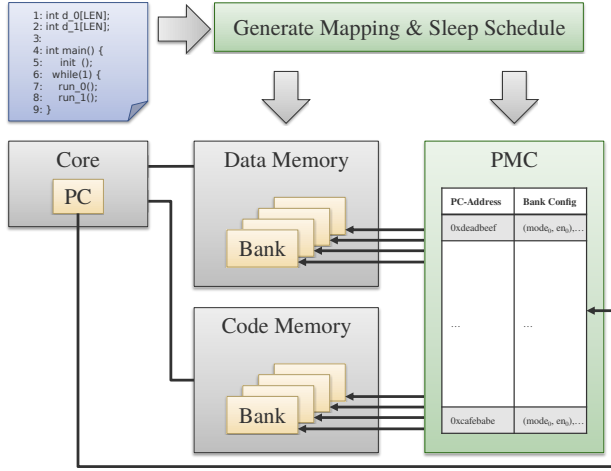 1: int d_0[LEN];
2: int d_1[LEN];
3:
4: int main() {
5: init ();
6: while(1) {
7: run_0();
8: run_1();
9: }
Generate Mapping & Sleep Schedule
Core
PC
Data Memory
Bank
Code Memory
Bank
PMC
PC-Address Bank Config
0xdeadbeef (mode₀, en₀),...
... ...
0xcafebabe (mode₀, en₀),...